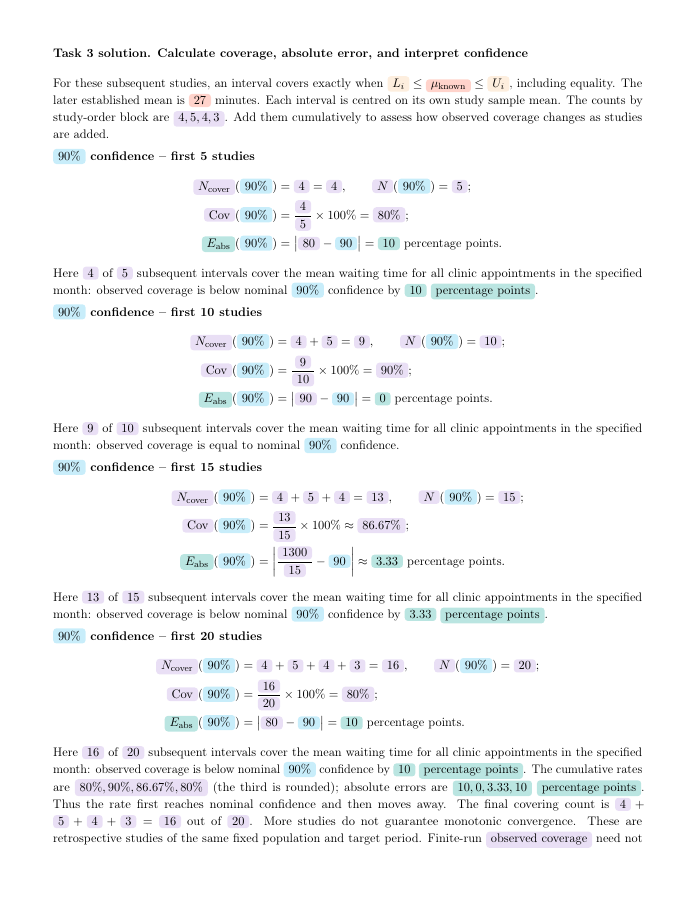 Task 3 solution. Calculate coverage, absolute error, and interpret confidence
For these subsequent studies, an interval covers exactly when L_i ≤ μ_known ≤ U_i, including equality. The
later established mean is 27 minutes. Each interval is centred on its own study sample mean. The counts by
study-order block are 4, 5, 4, 3. Add them cumulatively to assess how observed coverage changes as studies
are added.
90% confidence – first 5 studies
N_cover(90%) = 4 = 4, N(90%) = 5;
Cov(90%) = 4/5 × 100% = 80%;
E_abs(90%) = |80 − 90| = 10 percentage points.
Here 4 of 5 subsequent intervals cover the mean waiting time for all clinic appointments in the specified
month: observed coverage is below nominal 90% confidence by 10 percentage points.
90% confidence – first 10 studies
N_cover(90%) = 4 + 5 = 9, N(90%) = 10;
Cov(90%) = 9/10 × 100% = 90%;
E_abs(90%) = |90 − 90| = 0 percentage points.
Here 9 of 10 subsequent intervals cover the mean waiting time for all clinic appointments in the specified
month: observed coverage is equal to nominal 90% confidence.
90% confidence – first 15 studies
N_cover(90%) = 4 + 5 + 4 = 13, N(90%) = 15;
Cov(90%) = 13/15 × 100% ≈ 86.67%;
E_abs(90%) = |1300/15 − 90| ≈ 3.33 percentage points.
Here 13 of 15 subsequent intervals cover the mean waiting time for all clinic appointments in the specified
month: observed coverage is below nominal 90% confidence by 3.33 percentage points.
90% confidence – first 20 studies
N_cover(90%) = 4 + 5 + 4 + 3 = 16, N(90%) = 20;
Cov(90%) = 16/20 × 100% = 80%;
E_abs(90%) = |80 − 90| = 10 percentage points.
Here 16 of 20 subsequent intervals cover the mean waiting time for all clinic appointments in the specified
month: observed coverage is below nominal 90% confidence by 10 percentage points. The cumulative rates
are 80%, 90%, 86.67%, 80% (the third is rounded); absolute errors are 10, 0, 3.33, 10 percentage points.
Thus the rate first reaches nominal confidence and then moves away. The final covering count is 4 +
5 + 4 + 3 = 16 out of 20. More studies do not guarantee monotonic convergence. These are
retrospective studies of the same fixed population and target period. Finite-run observed coverage need not